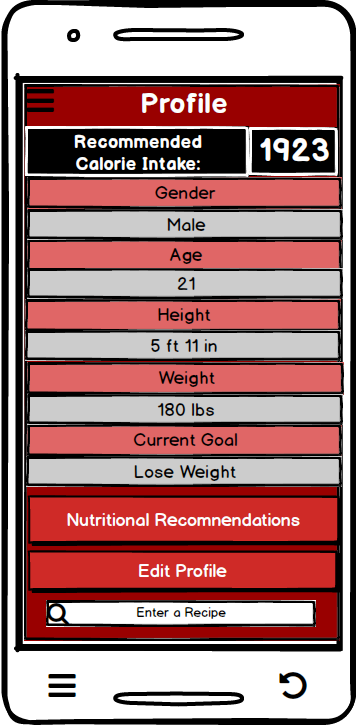 Profile
Recommended
Calorie Intake:
1923
Gender
Male
Age
21
Height
5 ft 11 in
Weight
180 lbs
Current Goal
Lose Weight
Nutritional Recomnendations
Edit Profile
Enter a Recipe